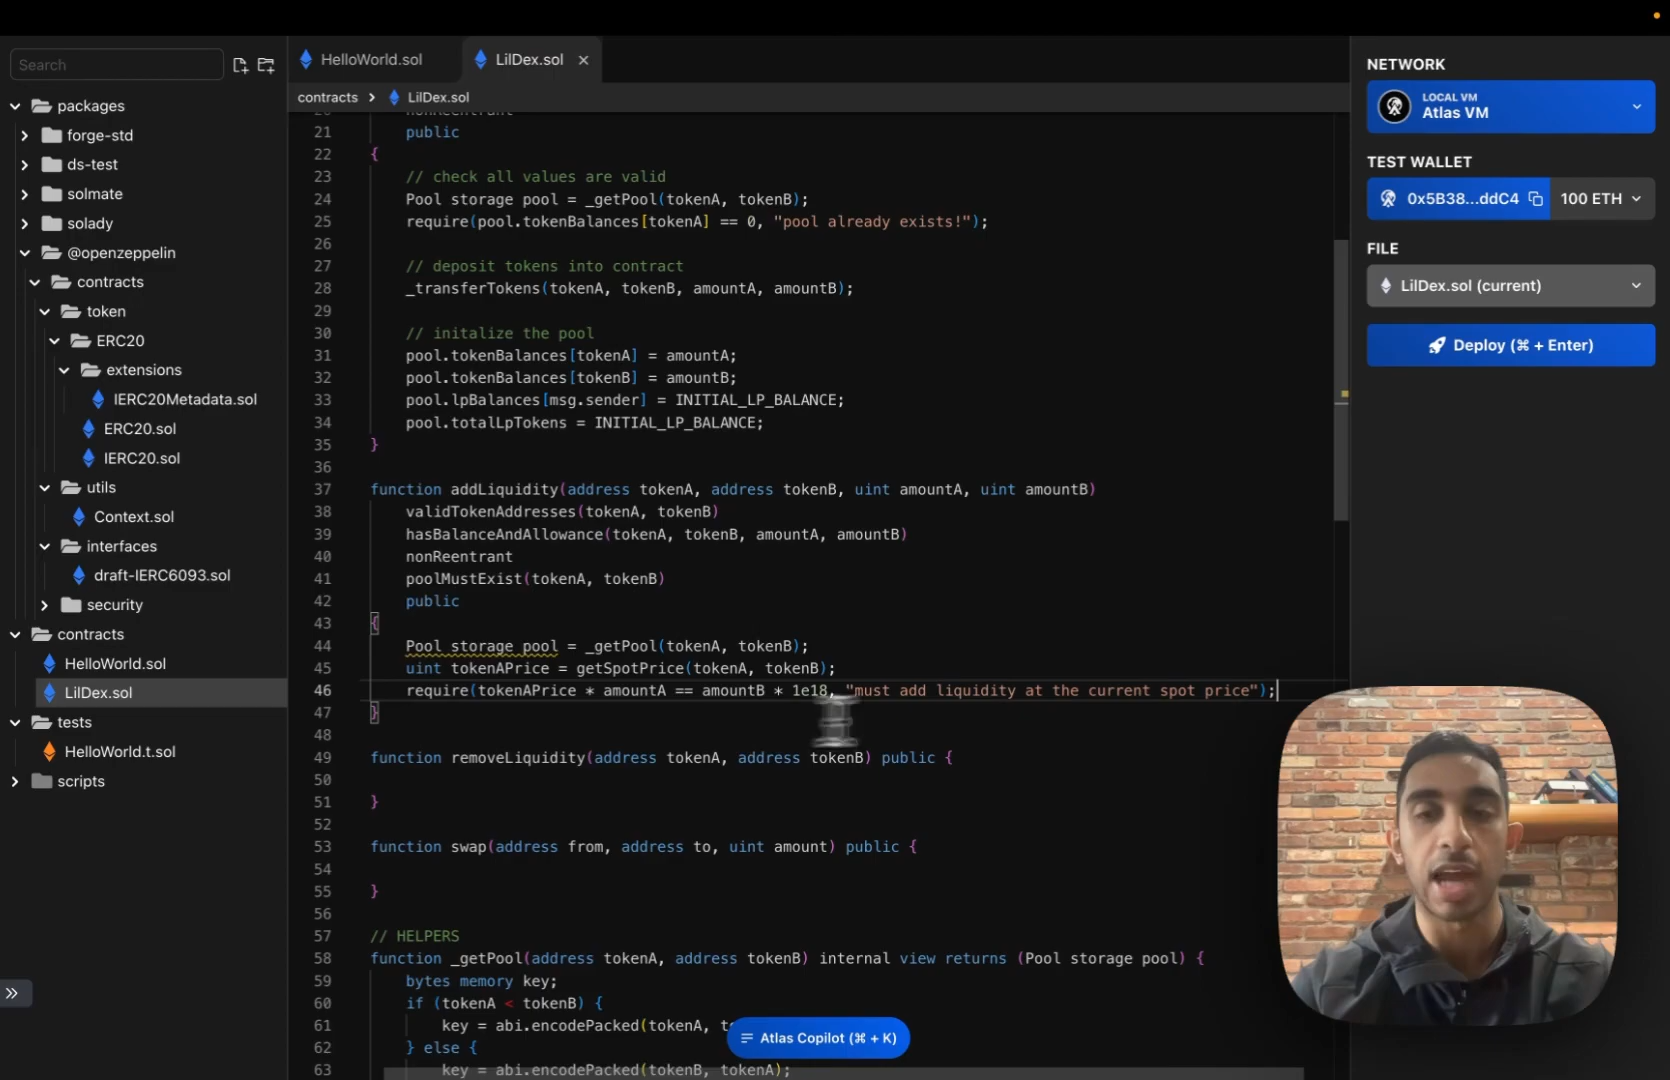 Search
packages
forge-std
ds-test
solmate
solady
@openzeppelin
contracts
token
ERC20
extensions
IERC20Metadata.sol
ERC20.sol
IERC20.sol
utils
Context.sol
interfaces
draft-IERC6093.sol
security
contracts
HelloWorld.sol
LilDex.sol
tests
HelloWorld.t.sol
scripts
HelloWorld.sol
LilDex.sol
contracts > LilDex.sol
20 nonReentrant
21 public
22 {
23 // check all values are valid
24 Pool storage pool = _getPool(tokenA, tokenB);
25 require(pool.tokenBalances[tokenA] == 0, "pool already exists!");
26
27 // deposit tokens into contract
28 _transferTokens(tokenA, tokenB, amountA, amountB);
29
30 // initalize the pool
31 pool.tokenBalances[tokenA] = amountA;
32 pool.tokenBalances[tokenB] = amountB;
33 pool.lpBalances[msg.sender] = INITIAL_LP_BALANCE;
34 pool.totalLpTokens = INITIAL_LP_BALANCE;
35 }
36
37 function addLiquidity(address tokenA, address tokenB, uint amountA, uint amountB)
38 validTokenAddresses(tokenA, tokenB)
39 hasBalanceAndAllowance(tokenA, tokenB, amountA, amountB)
40 nonReentrant
41 poolMustExist(tokenA, tokenB)
42 public
43 {
44 Pool storage pool = _getPool(tokenA, tokenB);
45 uint tokenAPrice = getSpotPrice(tokenA, tokenB);
46 require(tokenAPrice * amountA == amountB * 1e18, "must add liquidity at the current spot price");
47 }
48
49 function removeLiquidity(address tokenA, address tokenB) public {
50
51 }
52
53 function swap(address from, address to, uint amount) public {
54
55 }
56
57 // HELPERS
58 function _getPool(address tokenA, address tokenB) internal view returns (Pool storage pool) {
59 bytes memory key;
60 if (tokenA < tokenB) {
61 key = abi.encodePacked(tokenA, t
62 } else {
63 key = abi.encodePacked(tokenB, tokenA);
Atlas Copilot (⌘ + K)
NETWORK
LOCAL VM
Atlas VM
TEST WALLET
0x5B38...ddC4 100 ETH
FILE
LilDex.sol (current)
Deploy (⌘ + Enter)